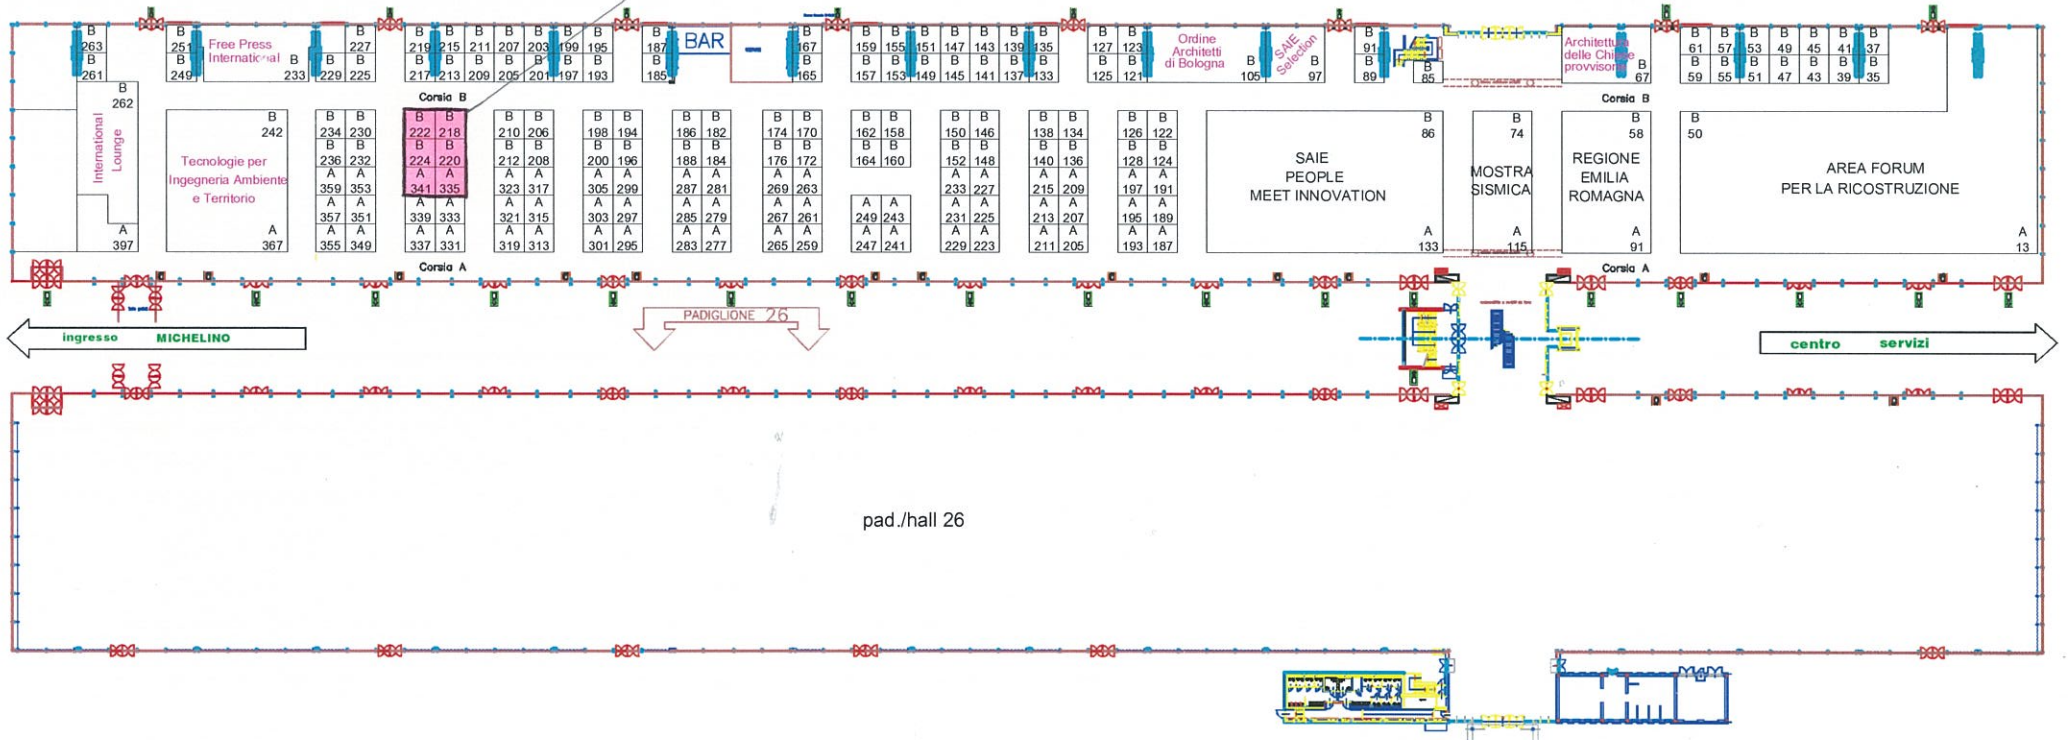 B 263
B 261
B 251
B 249
Free Press
International
B 233
B 229
B 227
B 225
B 219
B 215
B 211
B 207
B 203
B 199
B 195
B 217
B 213
B 209
B 205
B 201
B 197
B 193
B 187
B 185
BAR
B 167
B 165
B 159
B 155
B 151
B 147
B 143
B 139
B 135
B 157
B 153
B 149
B 145
B 141
B 137
B 133
B 127
B 123
B 125
B 121
Ordine
Architetti
di Bologna
B 105
SAIE
Selection
B 97
B 91
B 89
B 85
Architettura
delle Chiese
provvisorie
B 67
B 61
B 57
B 53
B 49
B 45
B 41
B 37
B 59
B 55
B 51
B 47
B 43
B 39
B 35
Corsia B
Corsia B
B 262
International
Lounge
A 397
B 242
Tecnologie per
Ingegneria Ambiente
e Territorio
A 367
B 234 B 230
B 236 B 232
A 359 A 353
A 357 A 351
A 355 A 349
B 222 B 218
B 224 B 220
A 341 A 335
A 339 A 333
A 337 A 331
B 210 B 206
B 212 B 208
A 323 A 317
A 321 A 315
A 319 A 313
B 198 B 194
B 200 B 196
A 305 A 299
A 303 A 297
A 301 A 295
B 186 B 182
B 188 B 184
A 287 A 281
A 285 A 279
A 283 A 277
B 174 B 170
B 176 B 172
A 269 A 263
A 267 A 261
A 265 A 259
B 162 B 158
B 164 B 160
A 249 A 243
A 247 A 241
B 150 B 146
B 152 B 148
A 233 A 227
A 231 A 225
A 229 A 223
B 138 B 134
B 140 B 136
A 215 A 209
A 213 A 207
A 211 A 205
B 126 B 122
B 128 B 124
A 197 A 191
A 195 A 189
A 193 A 187
B 86
SAIE
PEOPLE
MEET INNOVATION
A 133
B 74
MOSTRA
SISMICA
A 115
B 58
REGIONE
EMILIA
ROMAGNA
A 91
B 50
AREA FORUM
PER LA RICOSTRUZIONE
A 13
Corsia A
Corsia A
PADIGLIONE 26
ingresso MICHELINO
centro servizi
pad./hall 26